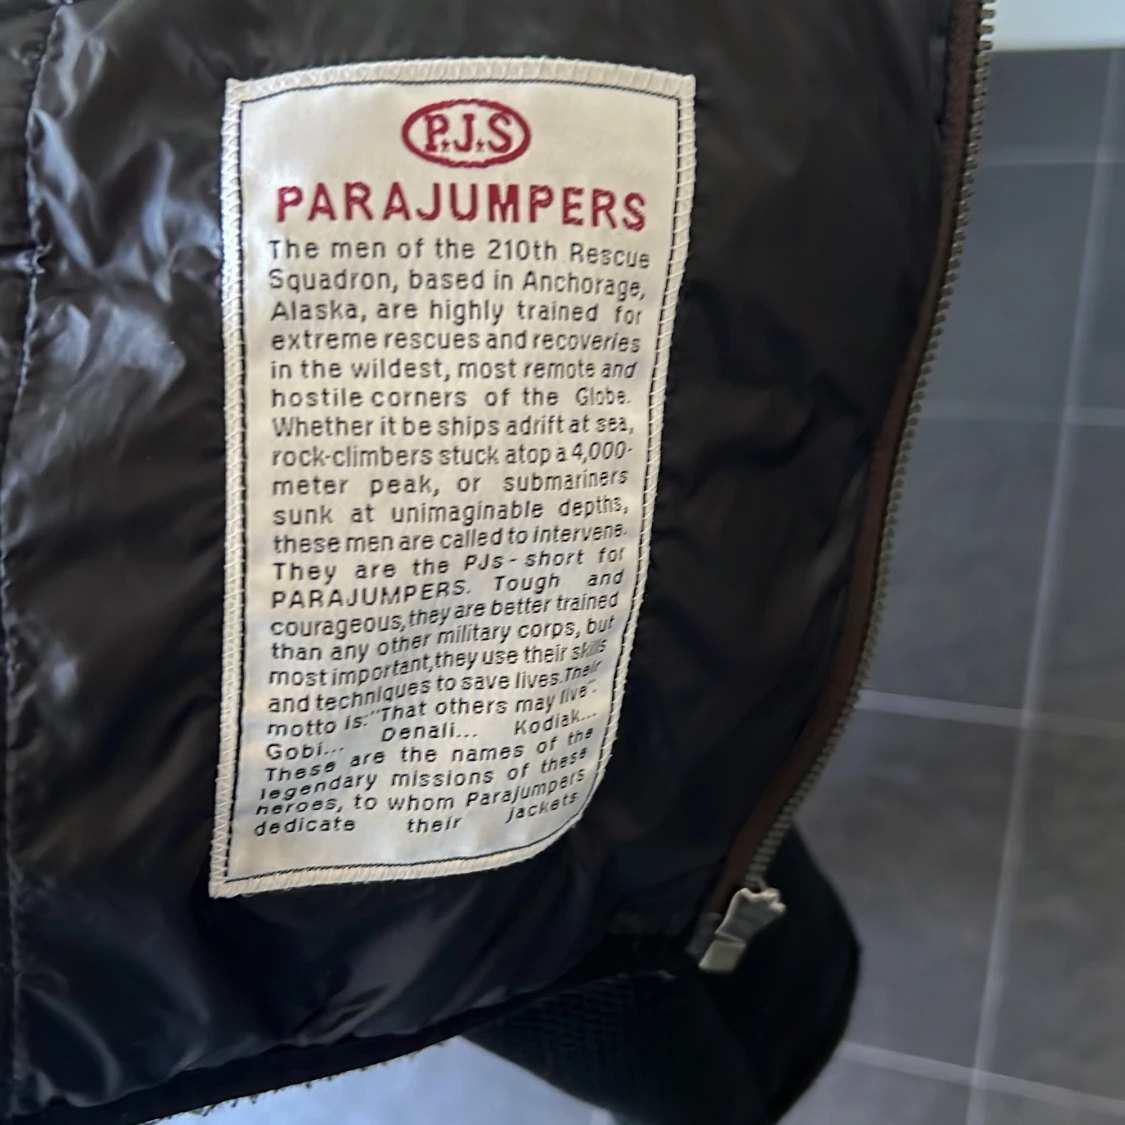 P.J.S
PARAJUMPERS
The men of the 210th Rescue
Squadron, based in Anchorage,
Alaska, are highly trained for
extreme rescues and recoveries
in the wildest, most remote and
hostile corners of the Globe.
Whether it be ships adrift at sea,
rock-climbers stuck atop a 4,000-
meter peak, or submariners
sunk at unimaginable depths,
these men are called to intervene.
They are the PJs - short for
PARAJUMPERS. Tough and
courageous, they are better trained
than any other military corps, but
most important, they use their skills
and techniques to save lives. Their
motto is: "That others may live".
Gobi... Denali... Kodiak...
These are the names of the
legendary missions of these
heroes, to whom Parajumpers
dedicate their jackets